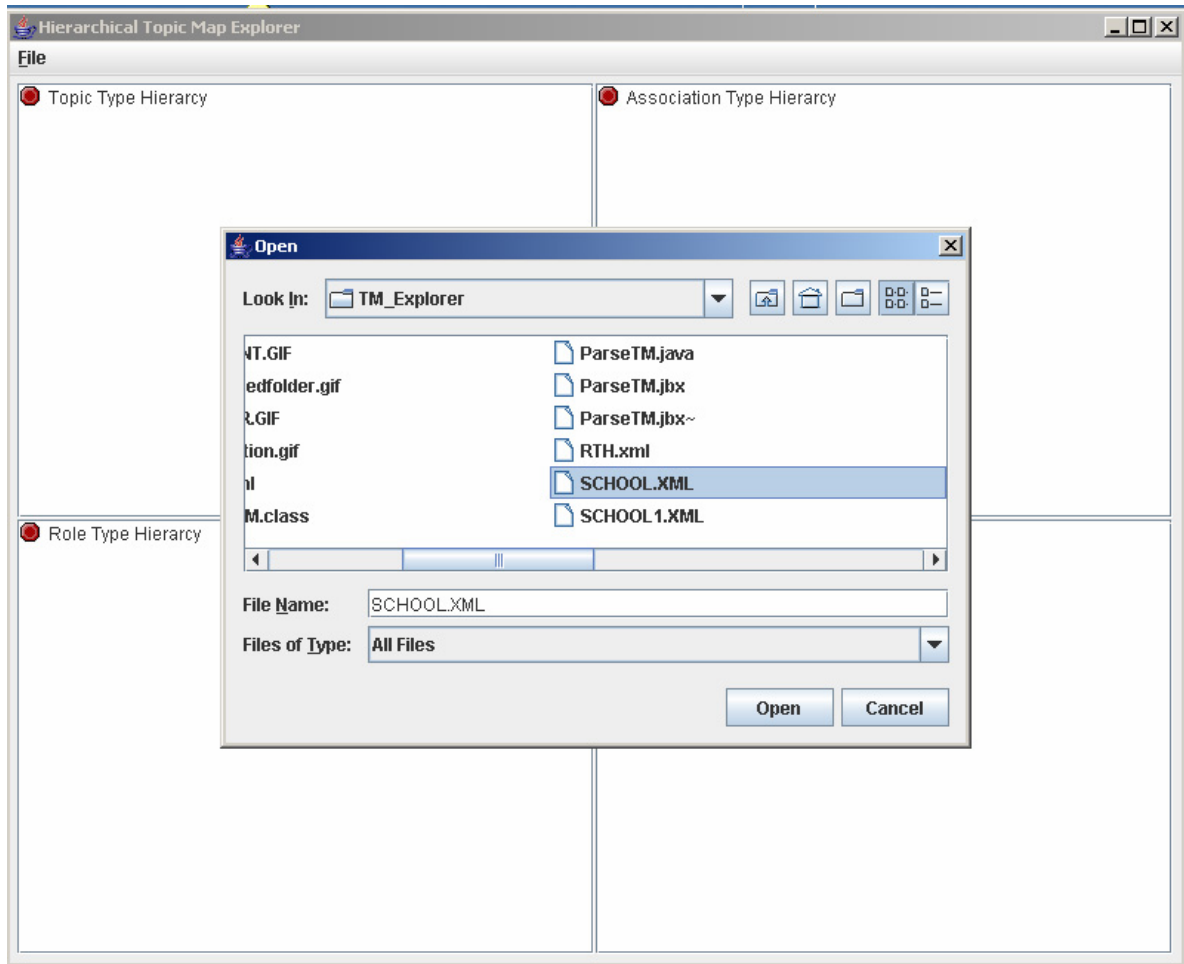 Hierarchical Topic Map Explorer
File
Topic Type Hierarcy
Association Type Hierarcy
Open
Look In: TM_Explorer
NT.GIF
edfolder.gif
R.GIF
tion.gif
ml
M.class
ParseTM.java
ParseTM.jbx
ParseTM.jbx~
RTH.xml
SCHOOL.XML
SCHOOL1.XML
File Name: SCHOOL.XML
Files of Type: All Files
Open Cancel
Role Type Hierarcy